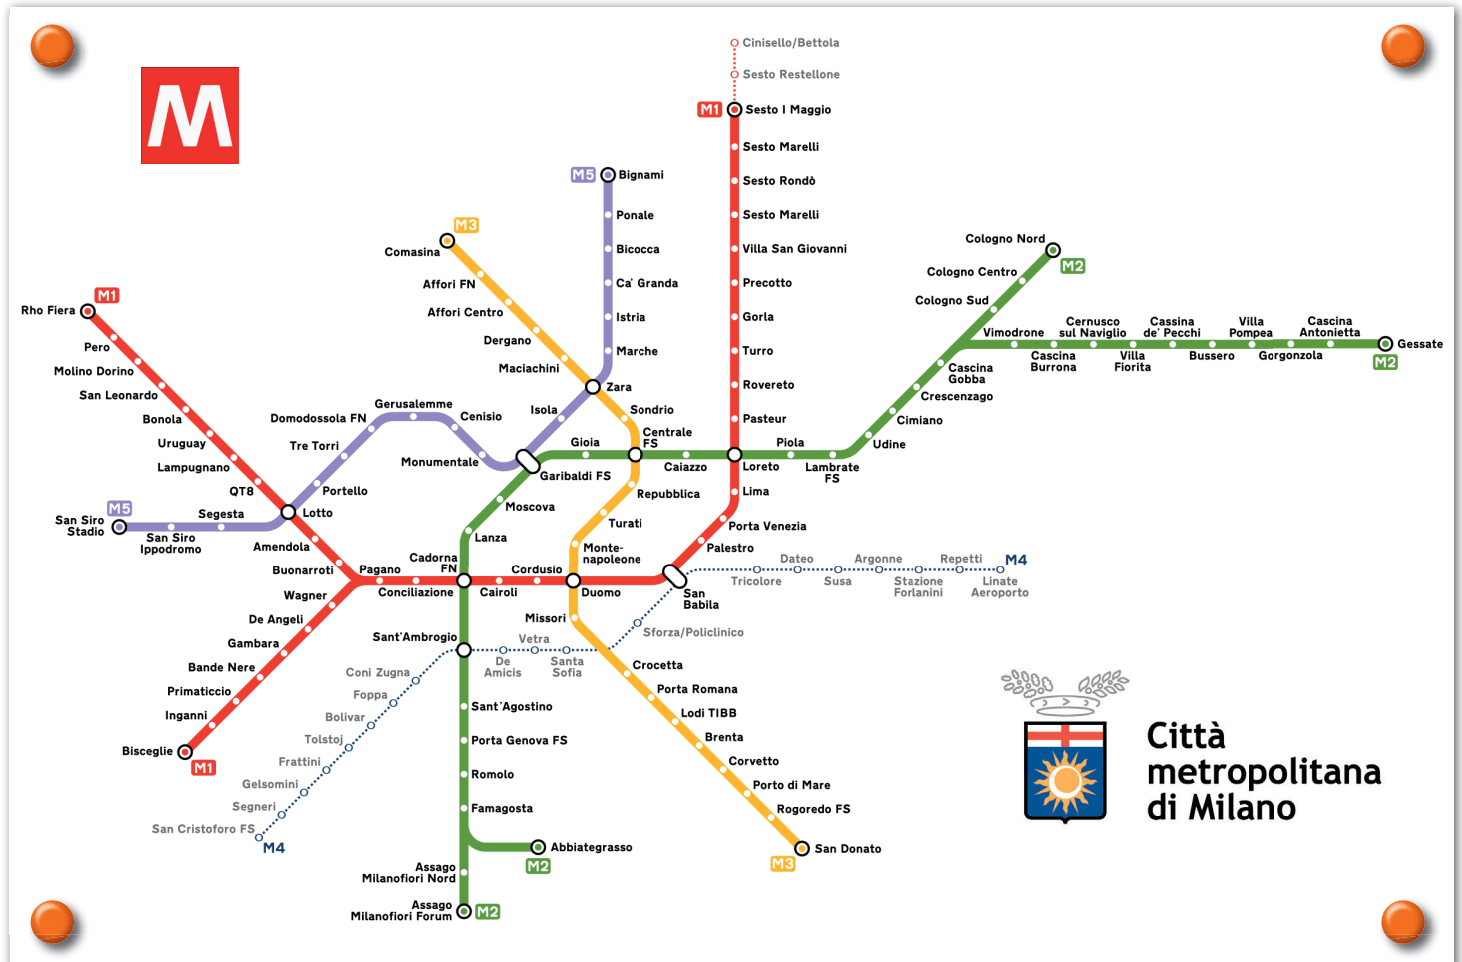 M
Cinisello/Bettola
Sesto Restellone
M1
Sesto I Maggio
Sesto Marelli
Sesto Rondò
Sesto Marelli
Villa San Giovanni
Precotto
Gorla
Turro
Rovereto
Pasteur
Loreto
Lima
Porta Venezia
Palestro
San
Babila
M5
Bignami
Ponale
Bicocca
Ca' Granda
Istria
Marche
Zara
Isola
Garibaldi FS
Monumentale
Cenisio
Gerusalemme
Domodossola FN
Tre Torri
Portello
Lotto
Segesta
San Siro
Ippodromo
San Siro
Stadio
M5
M3
Comasina
Affori FN
Affori Centro
Dergano
Maciachini
Sondrio
Centrale
FS
Repubblica
Turati
Monte-
napoleone
Duomo
Missori
Crocetta
Porta Romana
Lodi TIBB
Brenta
Corvetto
Porto di Mare
Rogoredo FS
San Donato
M3
M1
Rho Fiera
Pero
Molino Dorino
San Leonardo
Bonola
Uruguay
Lampugnano
QT8
Amendola
Buonarroti
Pagano
Conciliazione
Cadorna
FN
Cairoli
Cordusio
Wagner
De Angeli
Gambara
Bande Nere
Primaticcio
Inganni
Bisceglie
M1
Cologno Nord
M2
Cologno Centro
Cologno Sud
Vimodrone
Cascina
Burrona
Cernusco
sul Naviglio
Villa
Fiorita
Cassina
de' Pecchi
Bussero
Villa
Pompea
Gorgonzola
Cascina
Antonietta
Gessate
M2
Cascina
Gobba
Crescenzago
Cimiano
Udine
Lambrate
FS
Piola
Caiazzo
Gioia
Moscova
Lanza
Sant'Ambrogio
Sant'Agostino
Porta Genova FS
Romolo
Famagosta
Abbiategrasso
M2
Assago
Milanofiori Nord
Assago
Milanofiori Forum
M2
M4
Linate
Aeroporto
Repetti
Stazione
Forlanini
Argonne
Susa
Dateo
Tricolore
Sforza/Policlinico
Santa
Sofia
Vetra
De
Amicis
Coni Zugna
Foppa
Bolivar
Tolstoj
Frattini
Gelsomini
Segneri
San Cristoforo FS
M4
Città
metropolitana
di Milano